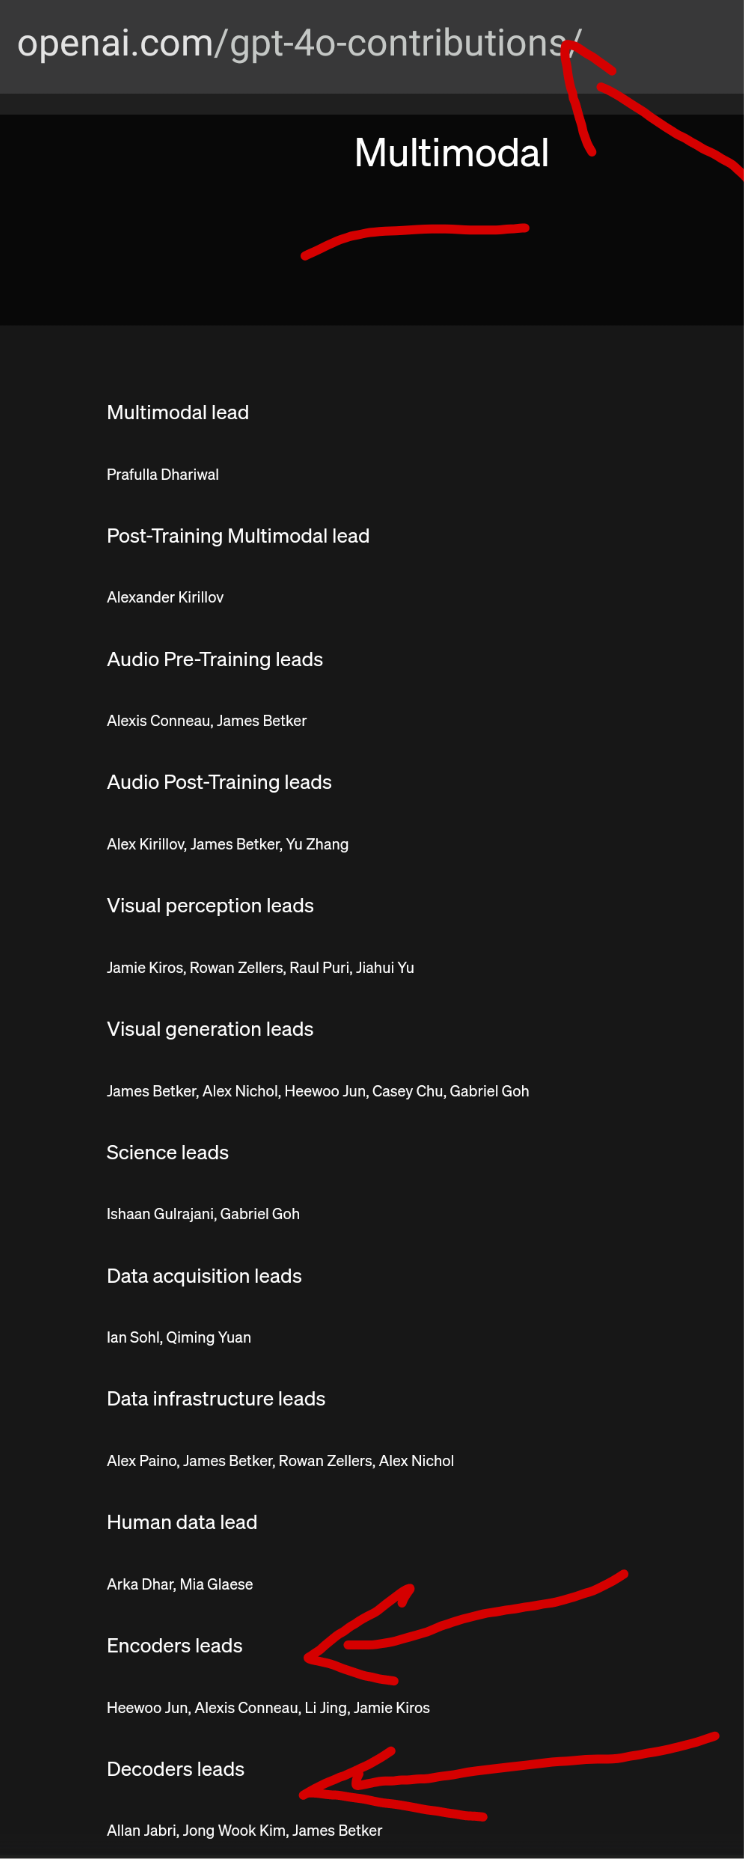 openai.com/gpt-4o-contributions/
Multimodal
Multimodal lead
Prafulla Dhariwal
Post-Training Multimodal lead
Alexander Kirillov
Audio Pre-Training leads
Alexis Conneau, James Betker
Audio Post-Training leads
Alex Kirillov, James Betker, Yu Zhang
Visual perception leads
Jamie Kiros, Rowan Zellers, Raul Puri, Jiahui Yu
Visual generation leads
James Betker, Alex Nichol, Heewoo Jun, Casey Chu, Gabriel Goh
Science leads
Ishaan Gulrajani, Gabriel Goh
Data acquisition leads
Ian Sohl, Qiming Yuan
Data infrastructure leads
Alex Paino, James Betker, Rowan Zellers, Alex Nichol
Human data lead
Arka Dhar, Mia Glaese
Encoders leads
Heewoo Jun, Alexis Conneau, Li Jing, Jamie Kiros
Decoders leads
Allan Jabri, Jong Wook Kim, James Betker